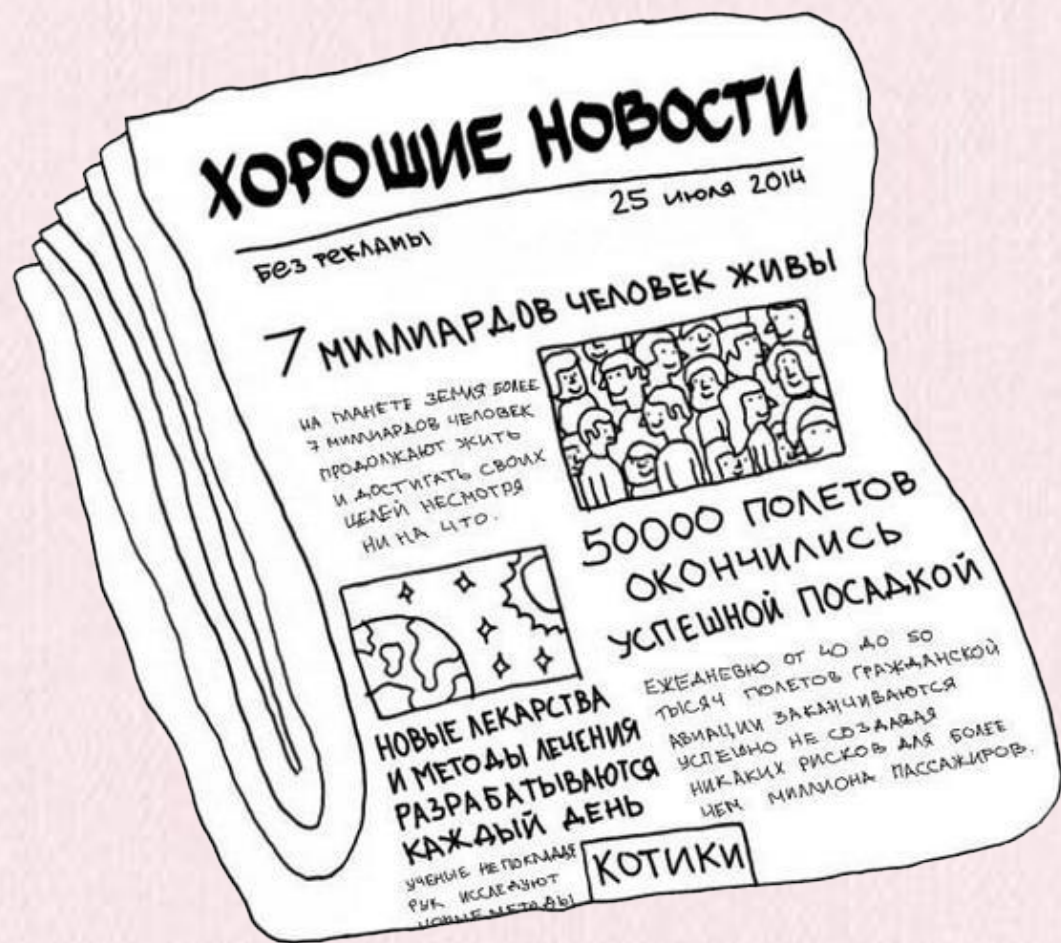 ХОРОШИЕ НОВОСТИ
25 июля 2014
Без рекламы
7 МИЛЛИАРДОВ ЧЕЛОВЕК ЖИВЫ
НА ПЛАНЕТЕ ЗЕМЛЯ БОЛЕЕ
7 МИЛЛИАРДОВ ЧЕЛОВЕК
ПРОДОЛЖАЮТ ЖИТЬ
И ДОСТИГАТЬ СВОИХ
ЦЕЛЕЙ НЕСМОТРЯ
НИ НА ЧТО.
50000 ПОЛЕТОВ
ОКОНЧИЛИСЬ
УСПЕШНОЙ ПОСАДКОЙ
ЕЖЕДНЕВНО ОТ 40 ДО 50
ТЫСЯЧ ПОЛЕТОВ ГРАЖДАНСКОЙ
АВИАЦИИ ЗАКАНЧИВАЮТСЯ
УСПЕШНО НЕ СОЗДАВАЯ
НИКАКИХ РИСКОВ ДЛЯ БОЛЕЕ
ЧЕМ МИЛЛИОНА ПАССАЖИРОВ.
НОВЫЕ ЛЕКАРСТВА
И МЕТОДЫ ЛЕЧЕНИЯ
РАЗРАБАТЫВАЮТСЯ
КАЖДЫЙ ДЕНЬ
УЧЕНЫЕ НЕ ПОКЛАДАЯ
РУК ИССЛЕДУЮТ
НОВЫЕ МЕТОДЫ
КОТИКИ